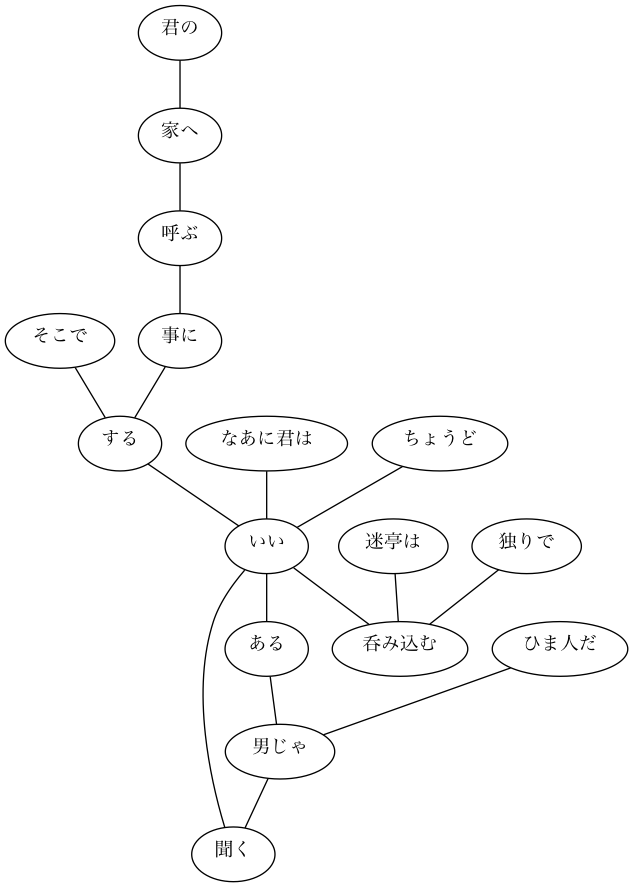 君の
家へ
呼ぶ
そこで
事に
する
なあに君は
ちょうど
いい
迷亭は
独りで
ある
呑み込む
ひま人だ
男じゃ
聞く